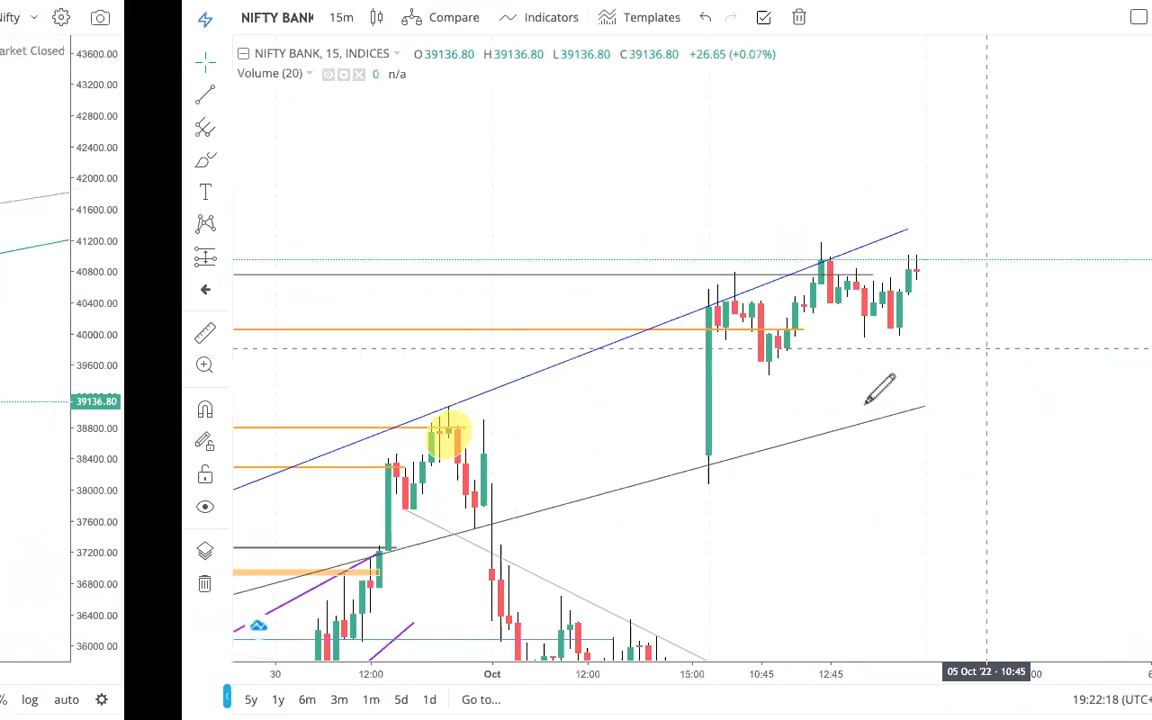 ifty
arket Closed
43600.00
43200.00
42800.00
42400.00
42000.00
41600.00
41200.00
40800.00
40400.00
40000.00
39600.00
39136.80
38800.00
38400.00
38000.00
37600.00
37200.00
36800.00
36400.00
36000.00
% log auto
NIFTY BANK 15m Compare Indicators Templates
NIFTY BANK, 15, INDICES O39136.80 H39136.80 L39136.80 C39136.80 +26.65 (+0.07%)
Volume (20) 0 n/a
30 12:00 Oct 12:00 15:00 10:45 12:45 05 Oct '22 - 10:45 :00 6
5y 1y 6m 3m 1m 5d 1d Go to... 19:22:18 (UTC+